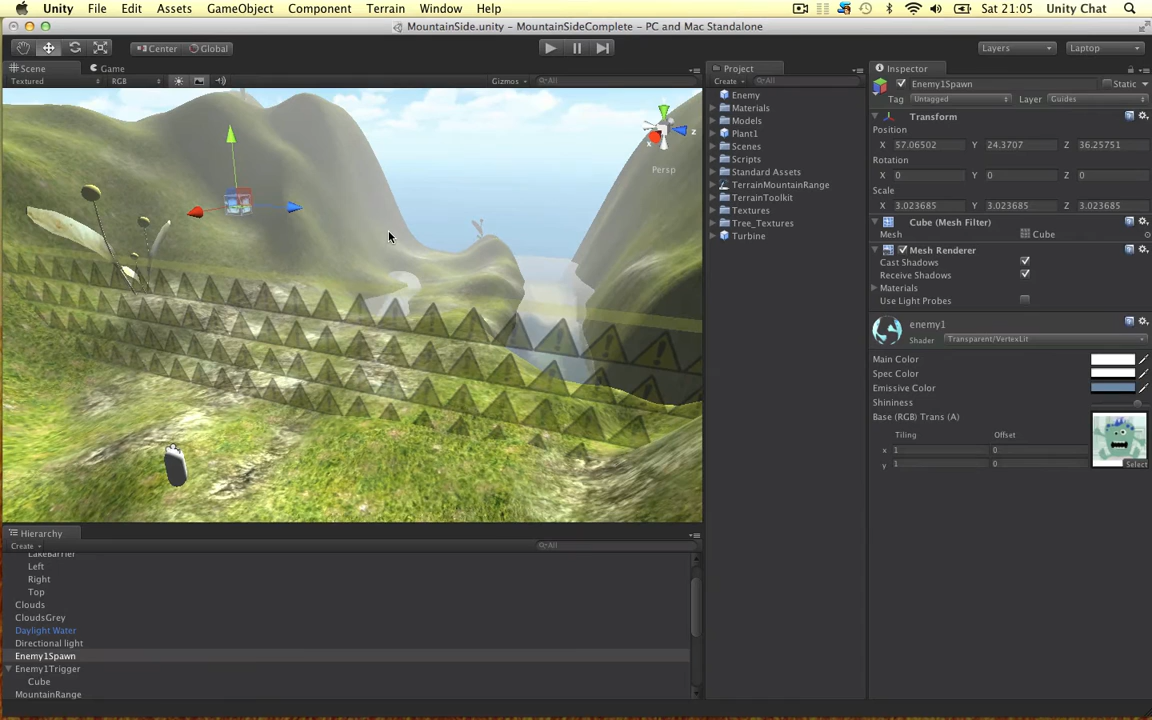 Unity File Edit Assets GameObject Component Terrain Window Help Sat 21:05 Unity Chat
MountainSide.unity – MountainSideComplete – PC and Mac Standalone
Center Global Layers Laptop
Scene Game
Textured RGB Gizmos All
Project
Create All
Enemy
Materials
Models
Plant1
Scenes
Scripts
Standard Assets
TerrainMountainRange
TerrainToolkit
Textures
Tree_Textures
Turbine
Inspector
Enemy1Spawn Static
Tag Untagged Layer Guides
Transform
Position
X 57.06502 Y 24.3707 Z 36.25751
Rotation
X 0 Y 0 Z 0
Scale
X 3.023685 Y 3.023685 Z 3.023685
Cube (Mesh Filter)
Mesh Cube
Mesh Renderer
Cast Shadows
Receive Shadows
Materials
Use Light Probes
enemy1
Shader Transparent/VertexLit
Main Color
Spec Color
Emissive Color
Shininess
Base (RGB) Trans (A)
Tiling Offset
x 1 0
y 1 0
Select
x z
Persp
Hierarchy
Create All
LakeBarrier
Left
Right
Top
Clouds
CloudsGrey
Daylight Water
Directional light
Enemy1Spawn
Enemy1Trigger
Cube
MountainRange